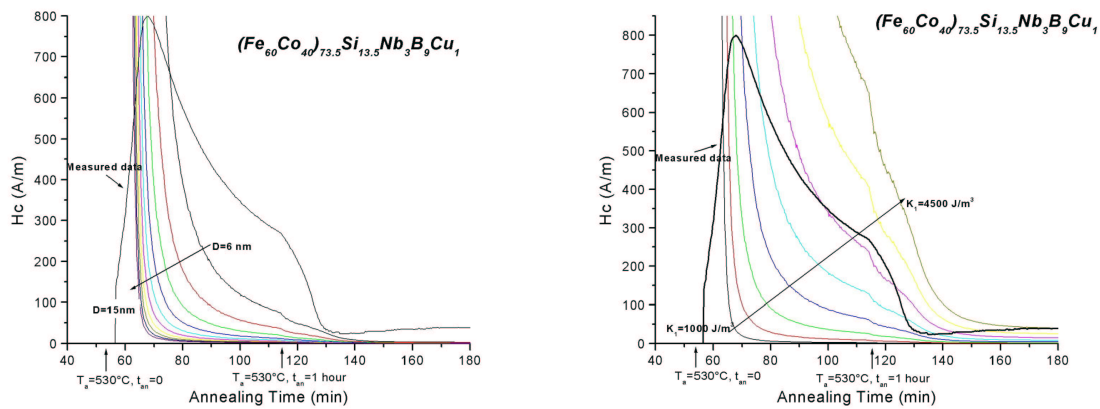 (Fe60Co40)73.5Si13.5Nb3B9Cu1
Hc (A/m)
800
700
600
500
400
300
200
100
0
Measured data
D=6 nm
D=15nm
40 60 80 100 120 140 160 180
Ta=530°C, tan=0
Ta=530°C, tan=1 hour
Annealing Time (min)
(Fe60Co40)73.5Si13.5Nb3B9Cu1
Hc (A/m)
800
700
600
500
400
300
200
100
0
Measured data
K1=4500 J/m3
K1=1000 J/m3
40 60 80 100 120 140 160 180
Ta=530°C, tan=0
Ta=530°C, tan=1 hour
Annealing Time (min)